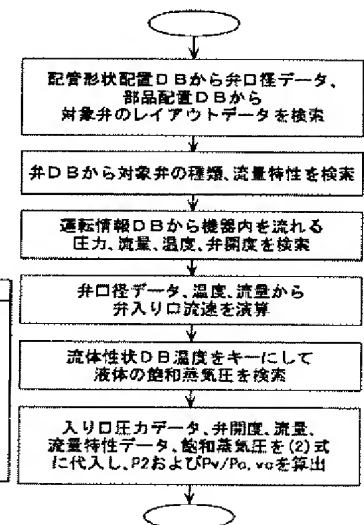 配管形状配置DBから弁口径データ、
部品配置DBから
対象弁のレイアウトデータを検索
弁DBから対象弁の種類、流量特性を検索
運転情報DBから機器内を流れる
圧力、流量、温度、弁開度を検索
弁口径データ、温度、流量から
弁入り口流速を演算
流体性状DB温度をキーにして
液体の飽和蒸気圧を検索
入り口圧力データ、弁開度、流量、
流量特性データ、飽和蒸気圧を(2)式
に代入し、P2およびPv/Pa,vcを算出